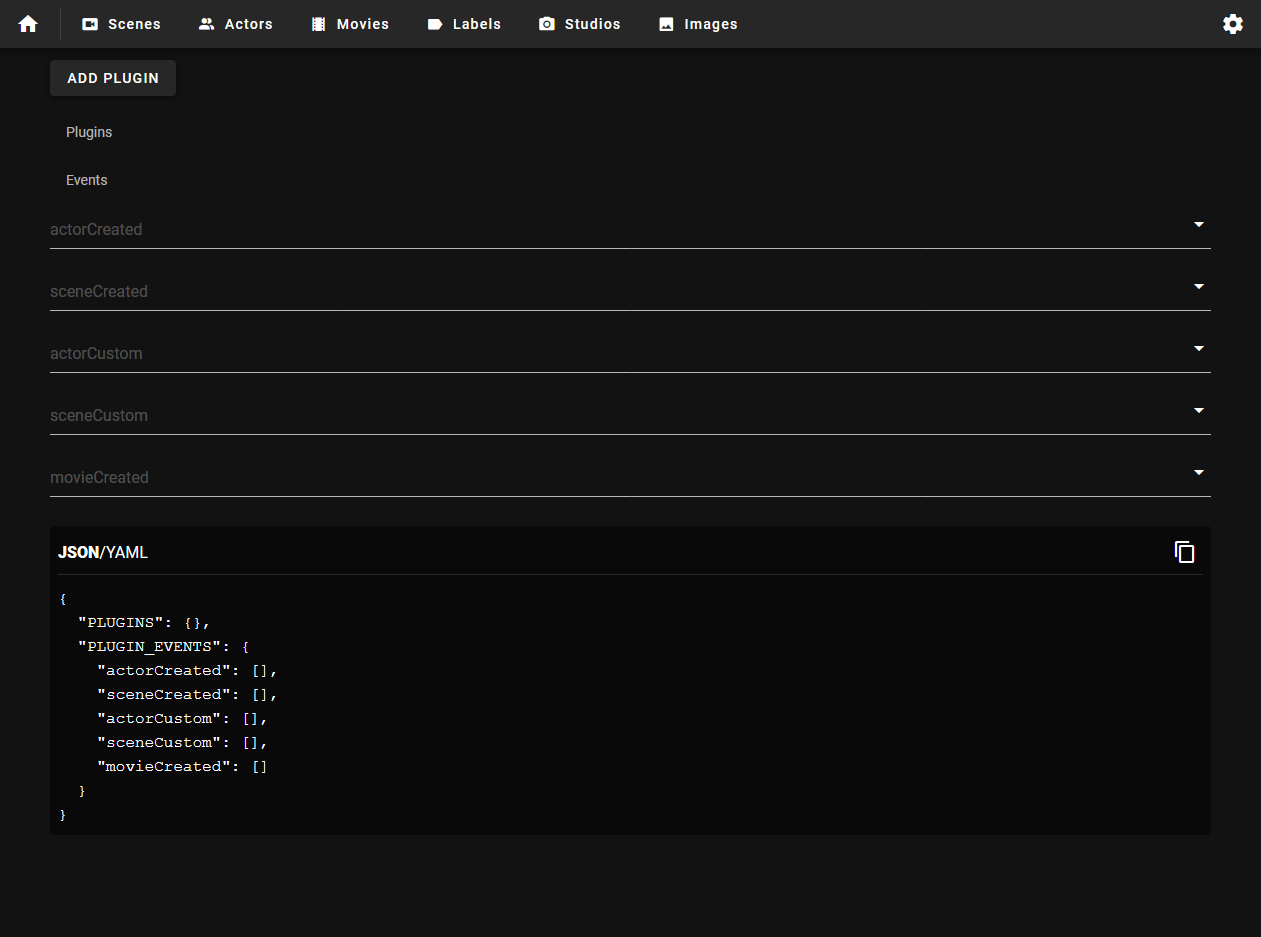 Scenes Actors Movies Labels Studios Images
ADD PLUGIN
Plugins
Events
actorCreated
sceneCreated
actorCustom
sceneCustom
movieCreated
JSON/YAML
{
  "PLUGINS": {},
  "PLUGIN_EVENTS": {
    "actorCreated": [],
    "sceneCreated": [],
    "actorCustom": [],
    "sceneCustom": [],
    "movieCreated": []
  }
}